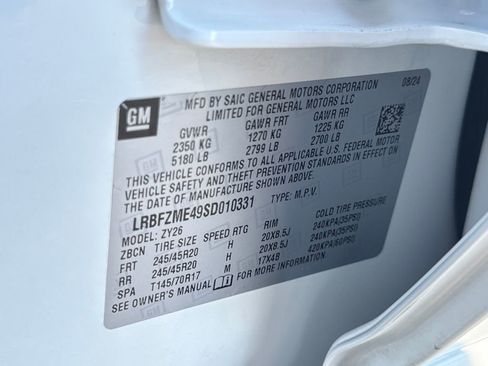 GM
MFD BY SAIC GENERAL MOTORS CORPORATION 08/24
LIMITED FOR GENERAL MOTORS LLC
GVWR GAWR FRT GAWR RR
2350 KG 1270 KG 1225 KG
5180 LB 2799 LB 2700 LB
THIS VEHICLE CONFORMS TO ALL APPLICABLE U.S. FEDERAL MOTOR
VEHICLE SAFETY, BUMPER, AND THEFT PREVENTION STANDARDS IN EFFECT ON
THE DATE OF MANUFACTURE SHOWN ABOVE.
LRBFZME49SD010331 TYPE: M.P.V.
MODEL: ZY26
ZBCN TIRE SIZE SPEED RTG RIM COLD TIRE PRESSURE
FRT 245/45R20 H 20X8.5J 240KPA(35PSI)
RR 245/45R20 H 20X8.5J 240KPA(35PSI)
SPA T145/70R17 M 17X4B 420KPA(60PSI)
SEE OWNER'S MANUAL FOR MORE INFORMATION